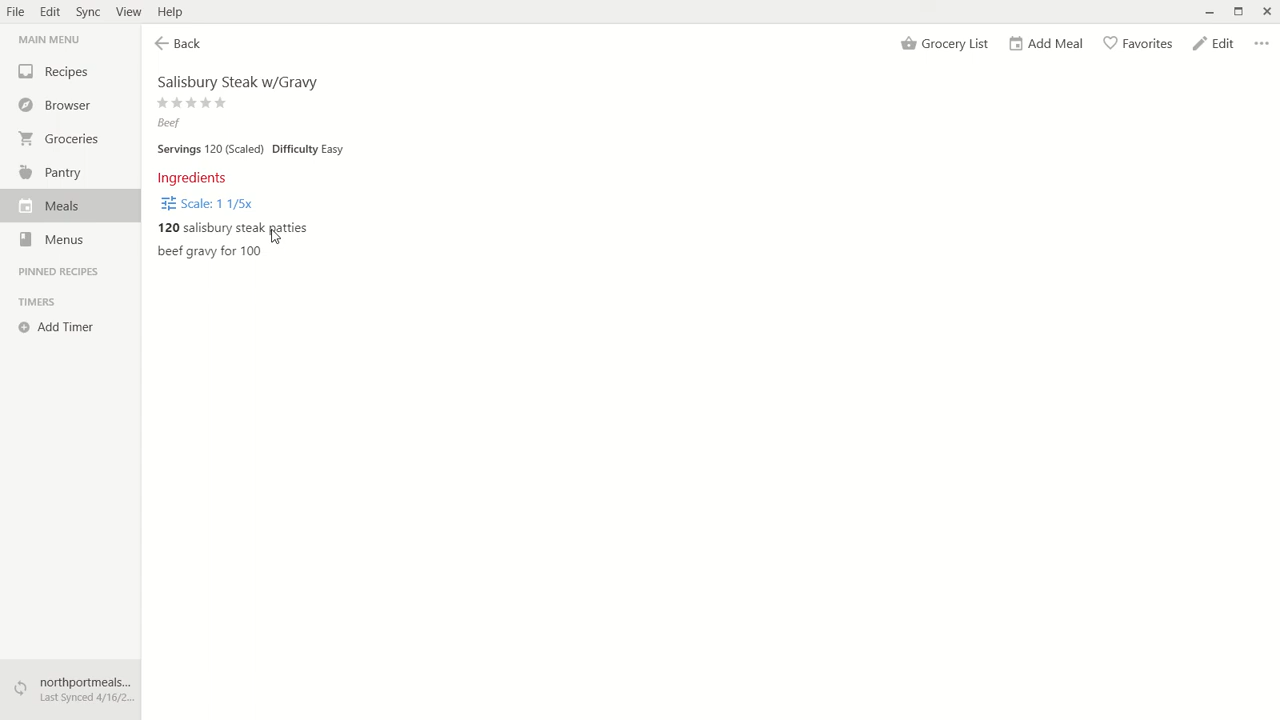 File Edit Sync View Help
MAIN MENU
Recipes
Browser
Groceries
Pantry
Meals
Menus
PINNED RECIPES
TIMERS
Add Timer
northportmeals...
Last Synced 4/16/2...
Back
Grocery List Add Meal Favorites Edit
Salisbury Steak w/Gravy
Beef
Servings 120 (Scaled) Difficulty Easy
Ingredients
Scale: 1 1/5x
120 salisbury steak patties
beef gravy for 100